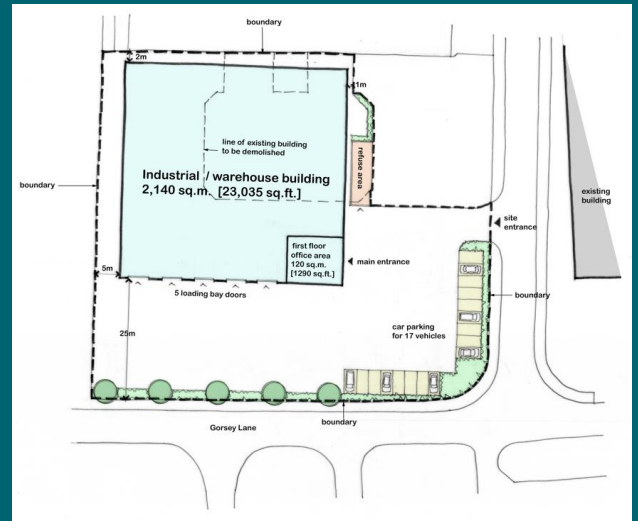 boundary
2m
1m
line of existing building
to be demolished
refuse area
Industrial / warehouse building
2,140 sq.m. [23,035 sq.ft.]
boundary
existing
building
site
entrance
first floor
office area
120 sq.m.
[1290 sq.ft.]
main entrance
5m
5 loading bay doors
boundary
25m
car parking
for 17 vehicles
boundary
Gorsey Lane